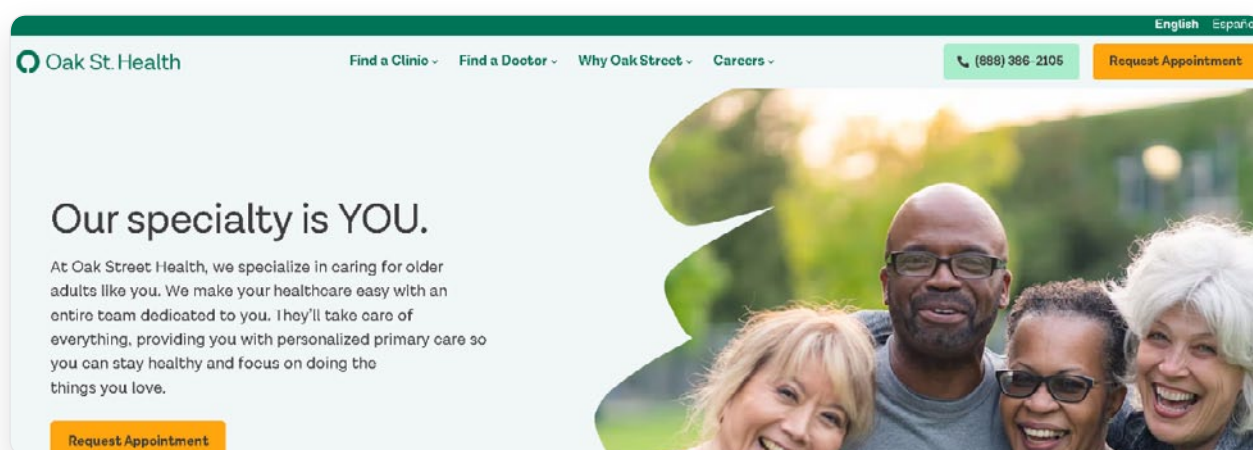 English Españo
Oak St. Health
Find a Clinic
Find a Doctor
Why Oak Street
Careers
(888) 386-2105
Request Appointment
Our specialty is YOU.
At Oak Street Health, we specialize in caring for older
adults like you. We make your healthcare easy with an
entire team dedicated to you. They'll take care of
everything, providing you with personalized primary care so
you can stay healthy and focus on doing the
things you love.
Request Appointment